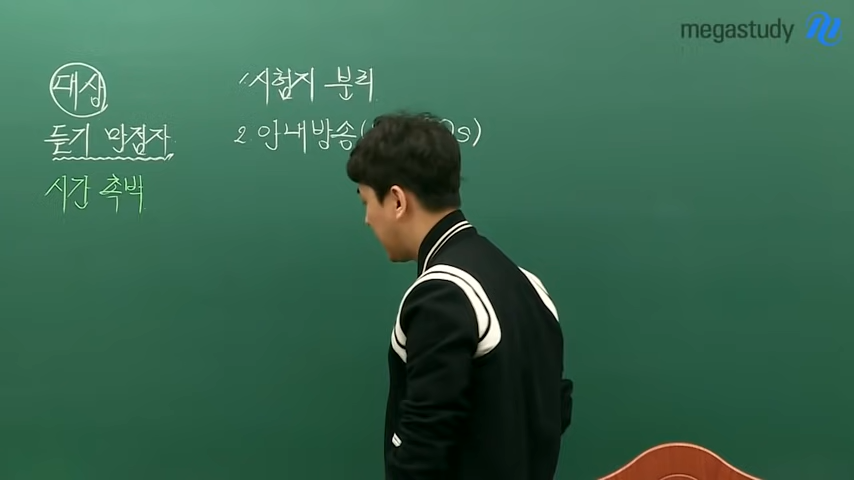 megastudy
대상
듣기 만점자
시간 촉박
1 시험지 분리
2 안내방송(
s)